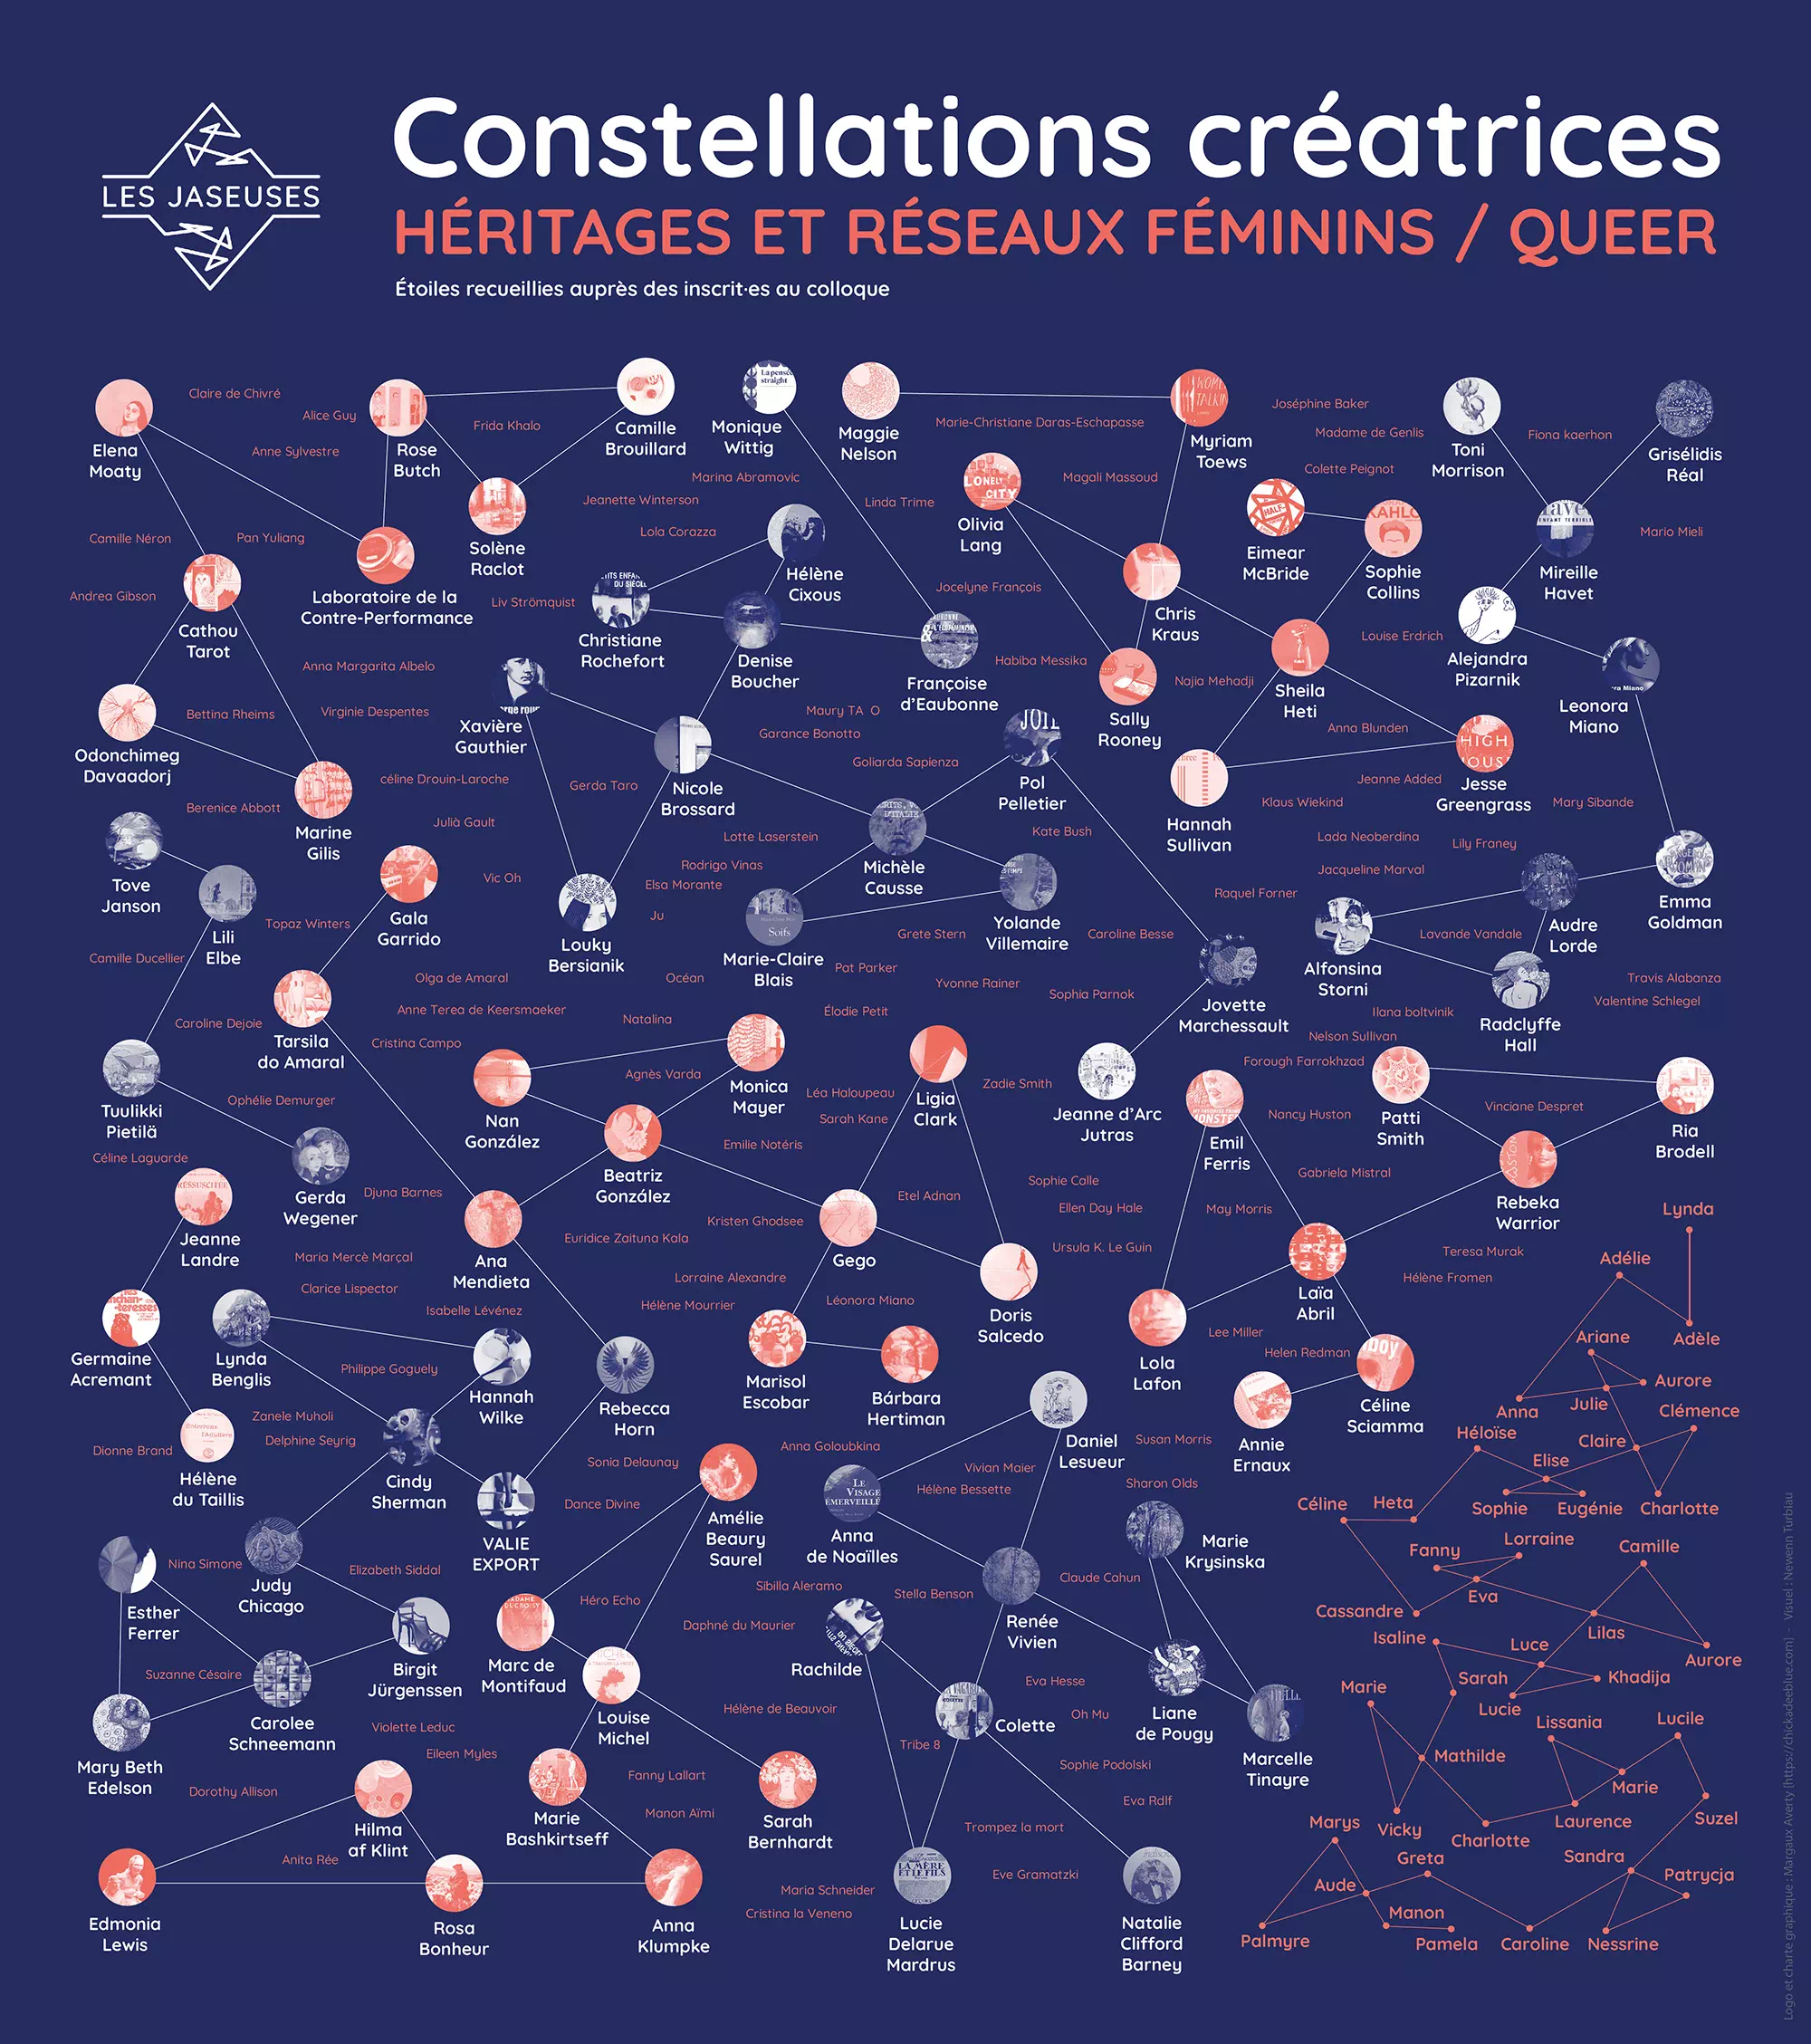 LES JASEUSES
Constellations créatrices
HÉRITAGES ET RÉSEAUX FÉMININS / QUEER
Étoiles recueillies auprès des inscrit·es au colloque
Elena
Moaty
Claire de Chivré
Alice Guy
Anne Sylvestre
Rose
Butch
Frida Khalo
Camille
Brouillard
Monique
Wittig
La pensée
straight
Maggie
Nelson
Marie-Christiane Daras-Eschapasse
WOMEN
TALKIN
Myriam
Toews
Joséphine Baker
Madame de Genlis
Colette Peignot
Toni
Morrison
Fiona kaerhon
Grisélidis
Réal
Marina Abramovic
Jeanette Winterson
Lola Corazza
Linda Trime
Magali Massoud
LONELY
CITY
Olivia
Lang
HALF
Eimear
McBride
KAHLO
Sophie
Collins
Mireille
Havet
Mario Mieli
Camille Néron
Pan Yuliang
Solène
Raclot
Laboratoire de la
Contre-Performance
Andrea Gibson
Cathou
Tarot
Liv Strömquist
Hélène
Cixous
Christiane
Rochefort
Denise
Boucher
Jocelyne François
Françoise
d'Eaubonne
Chris
Kraus
Louise Erdrich
Alejandra
Pizarnik
Leonora
Miano
Anna Margarita Albelo
Habiba Messika
Najia Mehadji
Sheila
Heti
Bettina Rheims
Virginie Despentes
Xavière
Gauthier
Maury TA O
Garance Bonotto
Sally
Rooney
Anna Blunden
Odonchimeg
Davaadorj
céline Drouin-Laroche
Gerda Taro
Nicole
Brossard
Goliarda Sapienza
Pol
Pelletier
Jeanne Added
HIGH
Jesse
Greengrass
Berenice Abbott
Marine
Gilis
Julià Gault
Lotte Laserstein
Kate Bush
Klaus Wiekind
Mary Sibande
Hannah
Sullivan
Lada Neoberdina
Lily Franey
Tove
Janson
Vic Oh
Rodrigo Vinas
Elsa Morante
Ju
Michèle
Causse
Jacqueline Marval
Raquel Forner
Emma
Goldman
Topaz Winters
Gala
Garrido
Lili
Elbe
Louky
Bersianik
Soifs
Marie-Claire
Blais
Yolande
Villemaire
Grete Stern
Caroline Besse
Lavande Vandale
Audre
Lorde
Camille Ducellier
Olga de Amaral
Océan
Pat Parker
Yvonne Rainer
Sophia Parnok
Jovette
Marchessault
Alfonsina
Storni
Travis Alabanza
Valentine Schlegel
Anne Terea de Keersmaeker
Natalina
Élodie Petit
Ilana boltvinik
Nelson Sullivan
Radclyffe
Hall
Caroline Dejoie
Tarsila
do Amaral
Cristina Campo
Forough Farrokhzad
Tuulikki
Pietilä
Ophélie Demurger
Nan
González
Agnès Varda
Monica
Mayer
Léa Haloupeau
Sarah Kane
Ligia
Clark
Zadie Smith
Jeanne d'Arc
Jutras
MONSTE
Emil
Ferris
Nancy Huston
Patti
Smith
Vinciane Despret
Ria
Brodell
Céline Laguarde
Emilie Notéris
Beatriz
González
Gabriela Mistral
Rebeka
Warrior
Gerda
Wegener
Djuna Barnes
Jeanne
Landre
Sophie Calle
Ellen Day Hale
Etel Adnan
May Morris
Kristen Ghodsee
Euridice Zaituna Kala
Ursula K. Le Guin
Teresa Murak
Hélène Fromen
Maria Mercè Marçal
Clarice Lispector
Isabelle Lévénez
Ana
Mendieta
Gego
Lorraine Alexandre
Hélène Mourrier
Léonora Miano
Doris
Salcedo
Laïa
Abril
Lee Miller
Helen Redman
Germaine
Acremant
Lynda
Benglis
Philippe Goguely
Hannah
Wilke
Rebecca
Horn
Marisol
Escobar
Bárbara
Hertiman
Lola
Lafon
Céline
Sciamma
Zanele Muholi
Delphine Seyrig
Dionne Brand
Hélène
du Taillis
Cindy
Sherman
Sonia Delaunay
Anna Goloubkina
Daniel
Lesueur
Susan Morris
Annie
Ernaux
Vivian Maier
Hélène Bessette
Sharon Olds
VALIE
EXPORT
Dance Divine
Amélie
Beaury
Saurel
LE
VISAGE
ÉMERVEILLÉ
Anna
de Noaïlles
Marie
Krysinska
Nina Simone
Elizabeth Siddal
Judy
Chicago
Esther
Ferrer
Héro Echo
Sibilla Aleramo
Stella Benson
Claude Cahun
Renée
Vivien
Daphné du Maurier
Rachilde
Suzanne Césaire
Birgit
Jürgenssen
Marc de
Montifaud
Carolee
Schneemann
Violette Leduc
Louise
Michel
Hélène de Beauvoir
Eva Hesse
Oh Mu
Colette
Liane
de Pougy
Marcelle
Tinayre
Mary Beth
Edelson
Eileen Myles
Tribe 8
Sophie Podolski
Dorothy Allison
Hilma
af Klint
Marie
Bashkirtseff
Fanny Lallart
Manon Aïmi
Sarah
Bernhardt
Eva Rdlf
Trompez la mort
Anita Rée
Maria Schneider
Cristina la Veneno
LA MÈRE
ET LE FILS
Eve Gramatzki
Edmonia
Lewis
Rosa
Bonheur
Anna
Klumpke
Lucie
Delarue
Mardrus
Natalie
Clifford
Barney
Lynda
Adélie
Adèle
Ariane
Aurore
Anna
Julie
Clémence
Héloïse
Claire
Elise
Sophie
Eugénie
Charlotte
Céline
Heta
Lorraine
Fanny
Camille
Eva
Cassandre
Isaline
Luce
Lilas
Aurore
Khadija
Sarah
Marie
Lucie
Lissania
Lucile
Mathilde
Marie
Laurence
Suzel
Marys
Vicky
Charlotte
Greta
Sandra
Patrycja
Aude
Manon
Palmyre
Pamela
Caroline
Nessrine
Logo et charte graphique : Margaux Averty [https://chickadeeblue.com] - Visuel : Newenn Turbiau